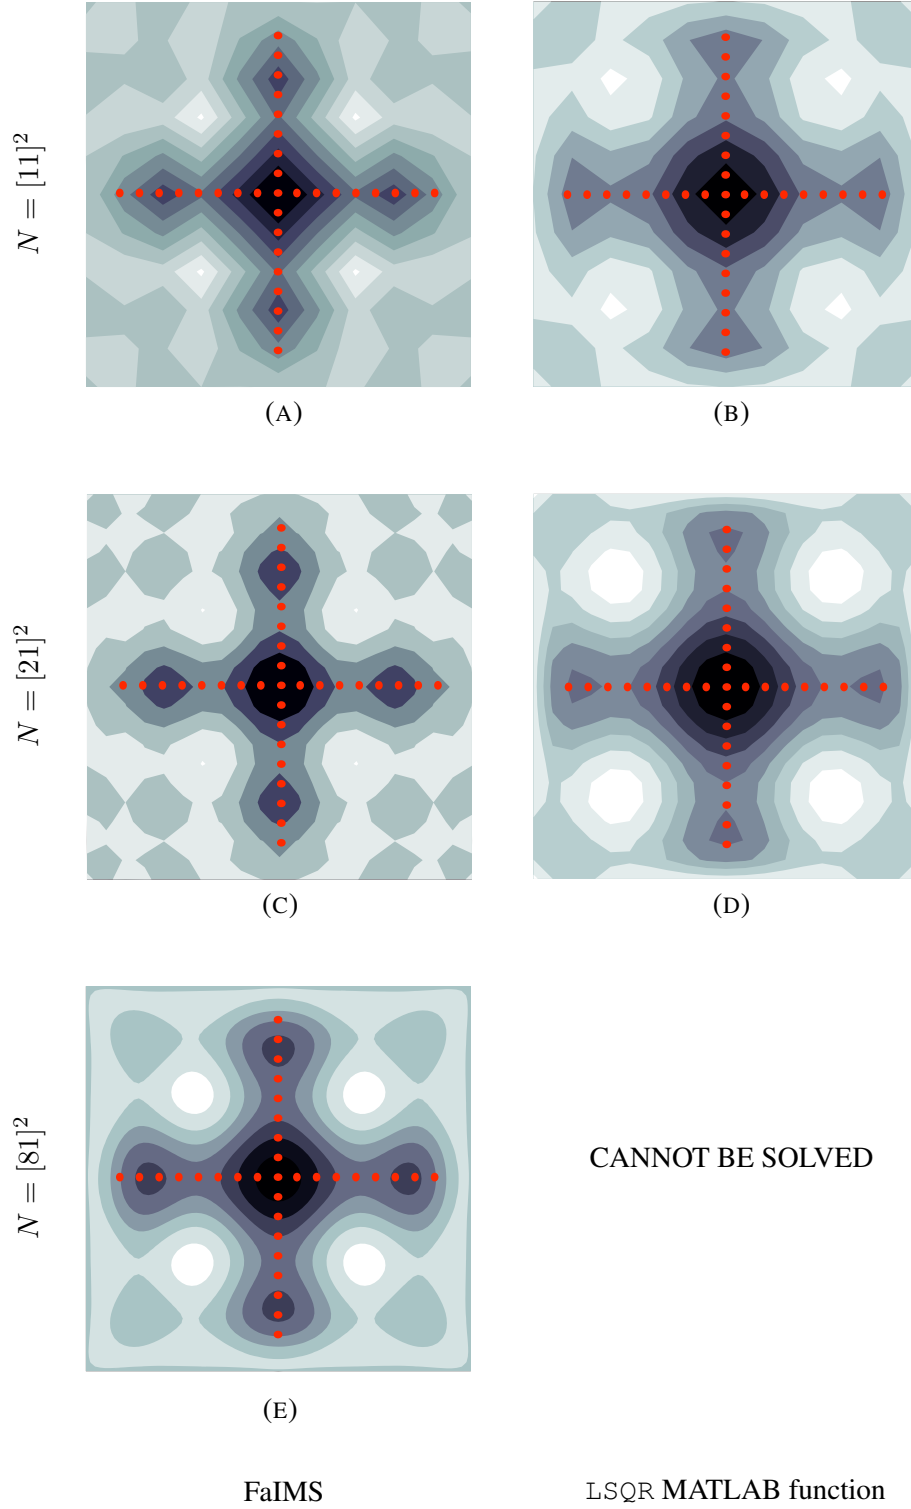 N = [11]²
(A)
(B)
N = [21]²
(C)
(D)
N = [81]²
CANNOT BE SOLVED
(E)
FaIMS
LSQR MATLAB function